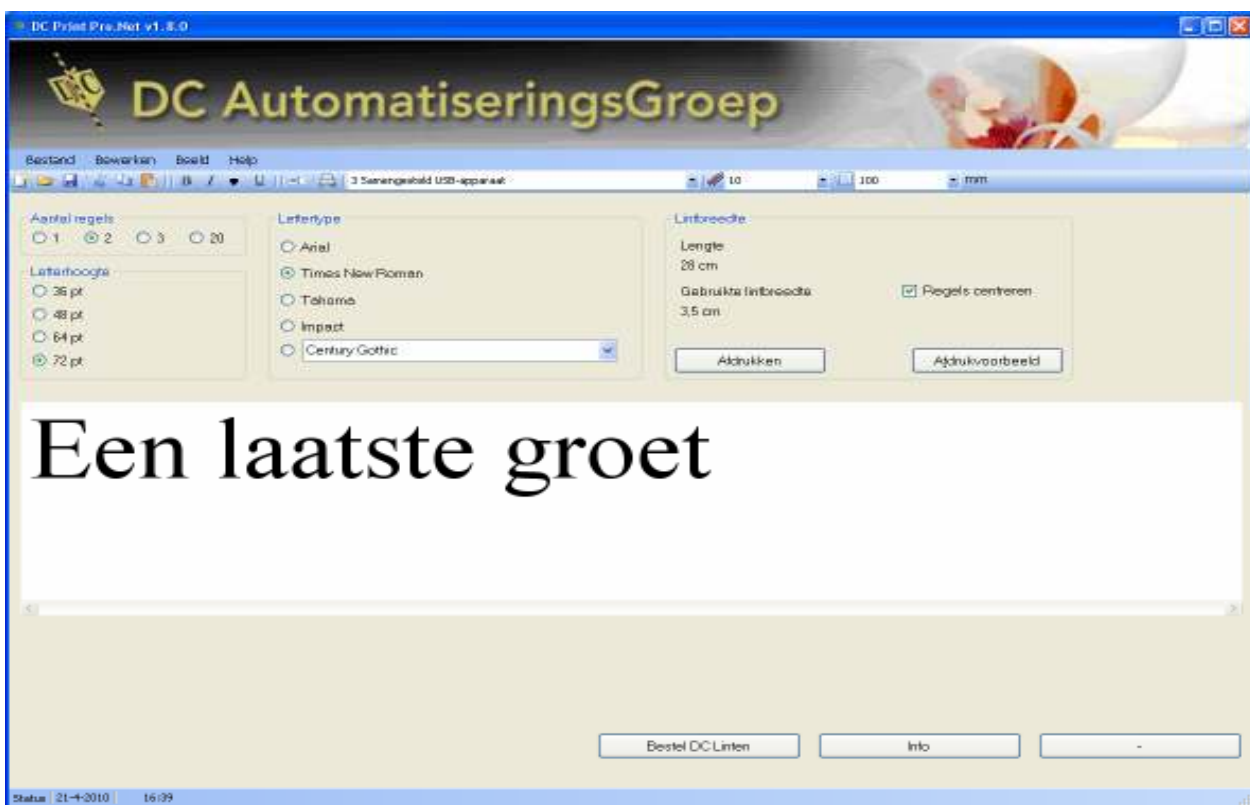 DC Print Pro.Net v1.8.0
DC AutomatiseringsGroep
Bestand Bewerken Beeld Help
B I U 3 Samengesteld USB-apparaat 10 100 mm
Aantal regels
1 2 3 20
Letterhoogte
36 pt
48 pt
64 pt
72 pt
Lettertype
Arial
Times New Roman
Tahoma
Impact
Century Gothic
Lintbreedte
Lengte
28 cm
Gebruikte lintbreedte
3,5 cm
Regels centreren
Afdrukken Afdrukvoorbeeld
Een laatste groet
Bestel DC Linten Info -
Status 21-4-2010 16:39